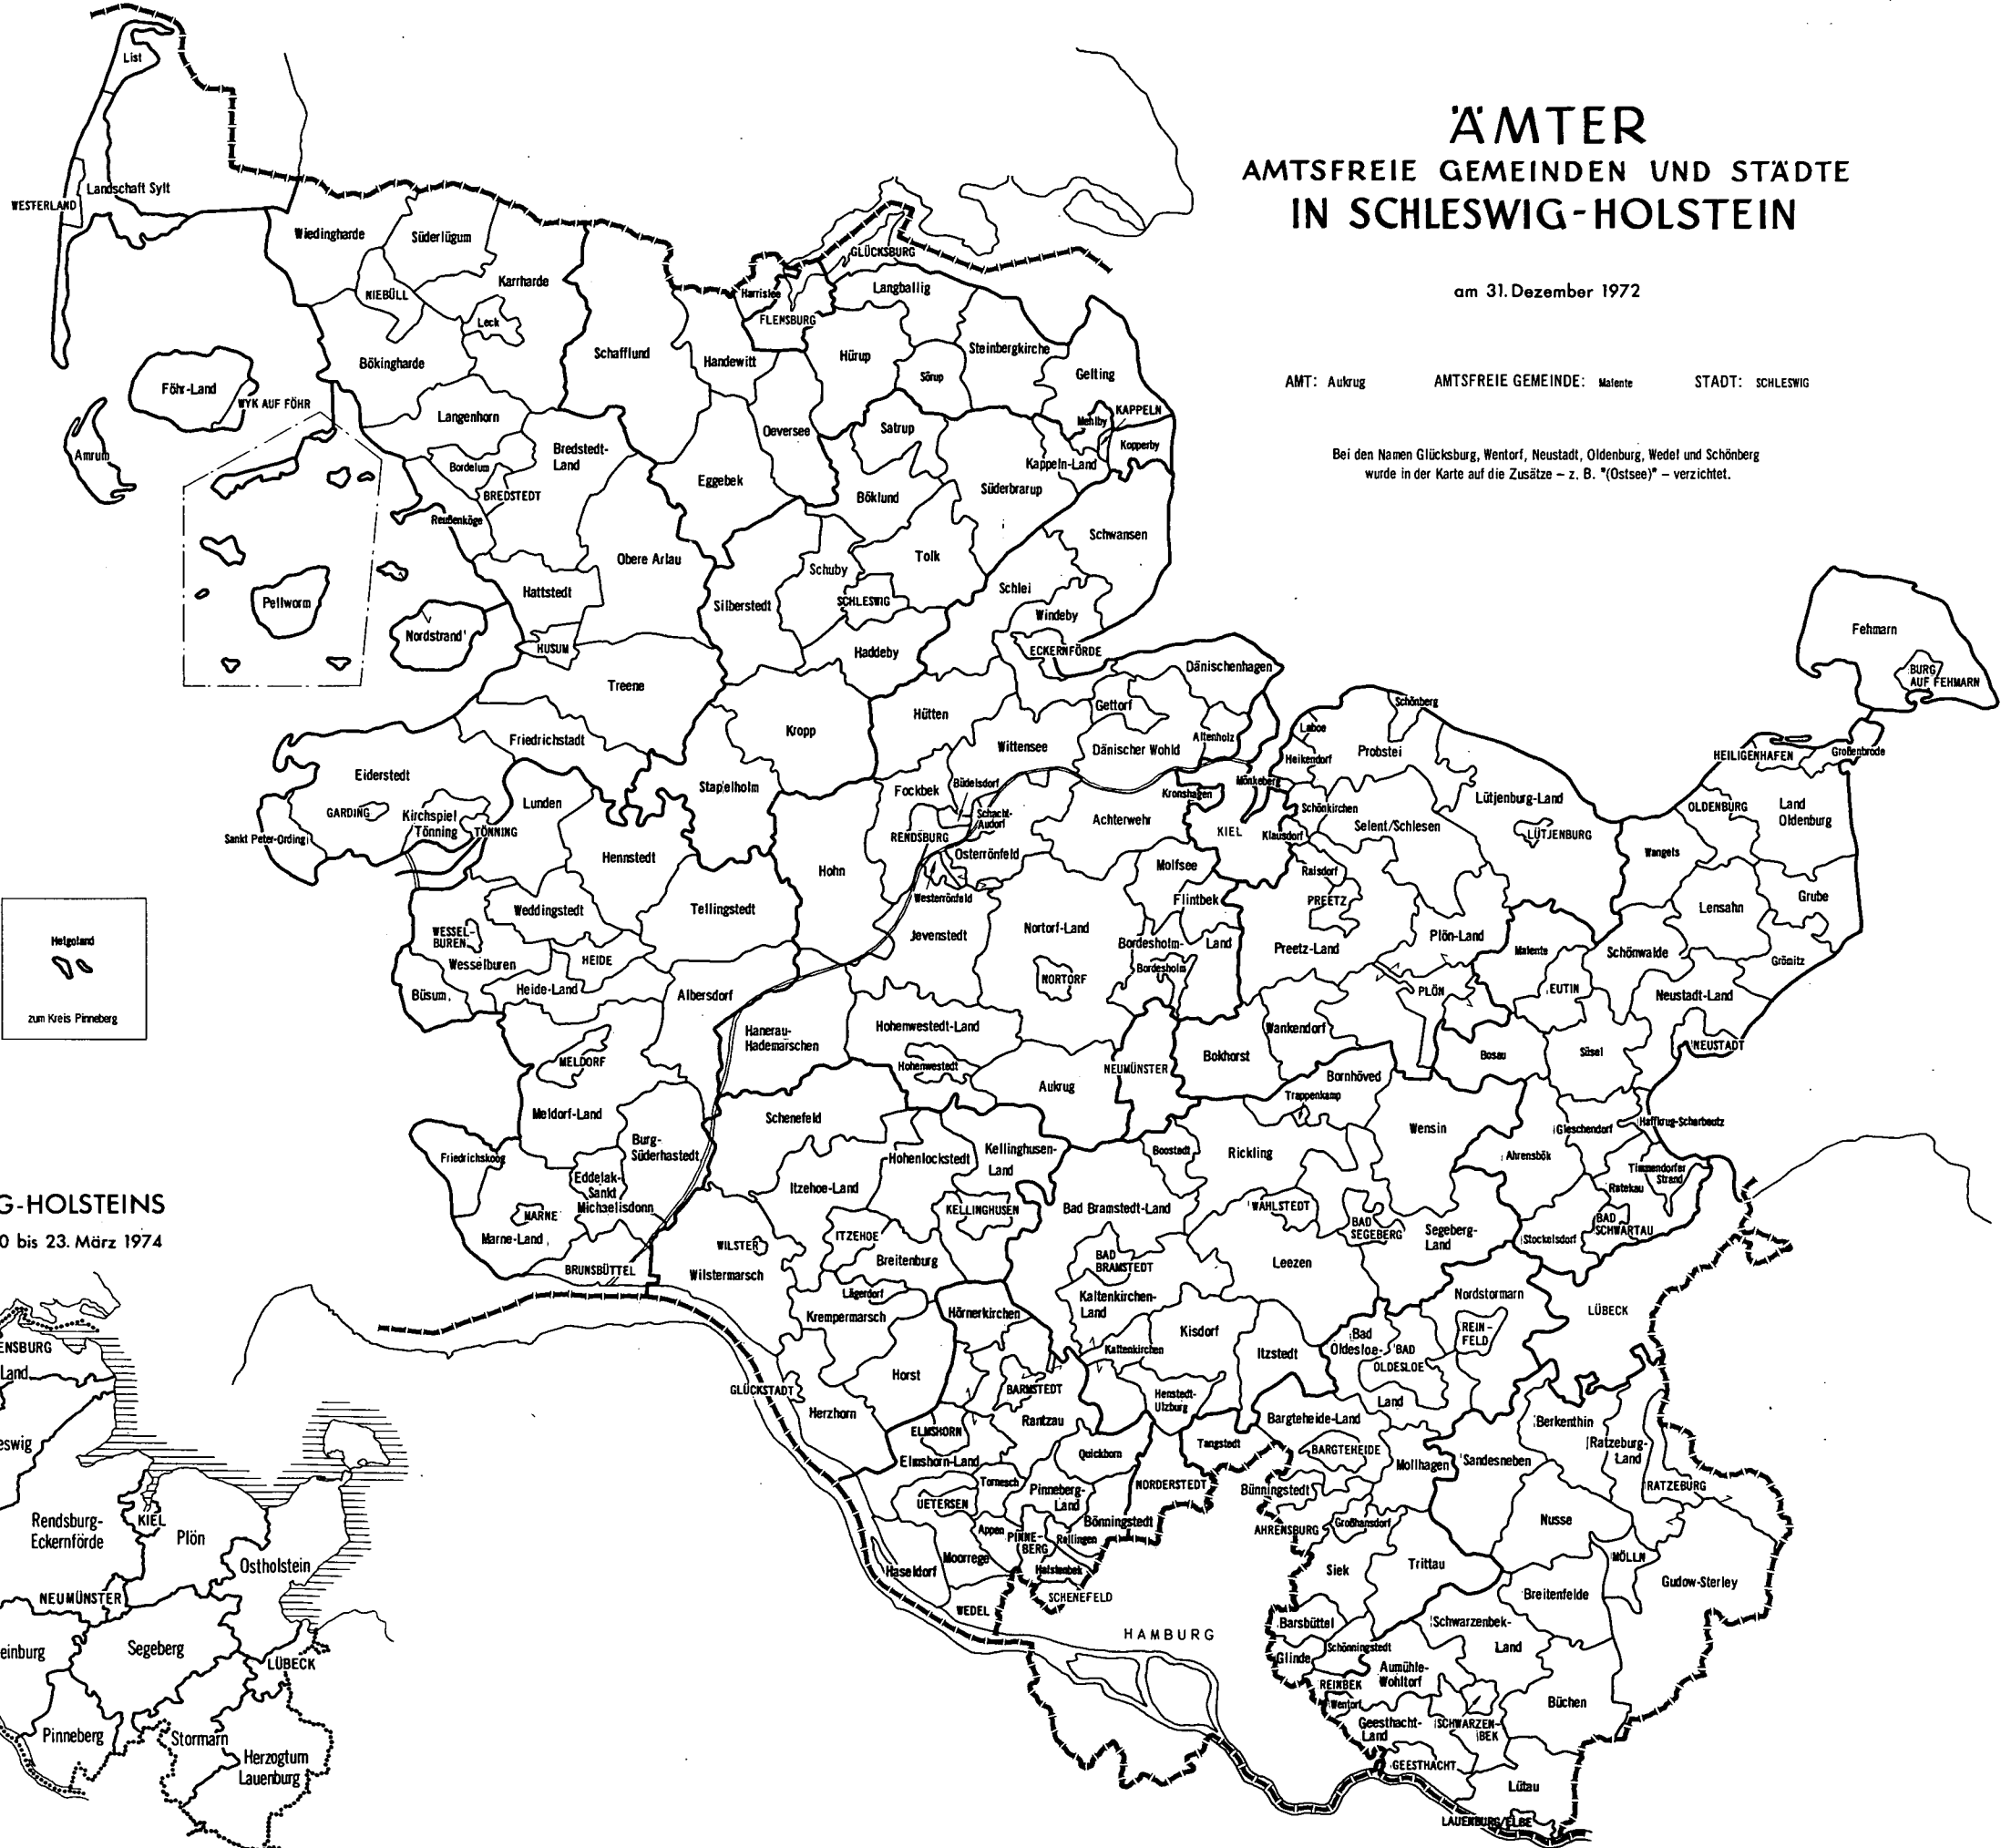 ÄMTER
AMTSFREIE GEMEINDEN UND STÄDTE
IN SCHLESWIG-HOLSTEIN
am 31. Dezember 1972
AMT: Aukrug AMTSFREIE GEMEINDE: Malente STADT: SCHLESWIG
Bei den Namen Glücksburg, Wentorf, Neustadt, Oldenburg, Wedel und Schönberg
wurde in der Karte auf die Zusätze – z. B. "(Ostsee)" – verzichtet.
List
Landschaft Sylt
WESTERLAND
Wiedingharde
Süderlügum
Karrharde
NIEBÜLL
Leck
Bökingharde
Föhr-Land
WYK AUF FÖHR
Amrum
Langenhorn
Bordelum
BREDSTEDT
Bredstedt-
Land
Reußenköge
Pellworm
Nordstrand
Hattstedt
Obere Arlau
HUSUM
Treene
Friedrichstadt
Eiderstedt
GARDING
Kirchspiel
Tönning
TÖNNING
Sankt Peter-Ording
Schafflund
Handewitt
Harrislee
FLENSBURG
GLÜCKSBURG
Langballig
Hürup
Sörup
Steinbergkirche
Gelting
Mehlby
KAPPELN
Kopperby
Kappeln-Land
Oeversee
Satrup
Eggebek
Böklund
Süderbrarup
Schuby
Tolk
Silberstedt
SCHLESWIG
Haddeby
Kropp
Stapelholm
Schwansen
Schlei
Windeby
ECKERNFÖRDE
Dänischenhagen
Hütten
Gettorf
Wittensee
Dänischer Wohld
Altenholz
Fockbek
Büdelsdorf
Schacht-
Audorf
RENDSBURG
Osterrönfeld
Westerrönfeld
Achterwehr
Kronshagen
KIEL
Mönkeberg
Heikendorf
Laboe
Schönberg
Probstei
Schönkirchen
Klausdorf
Selent/Schlesen
Lütjenburg-Land
LÜTJENBURG
Raisdorf
PREETZ
Preetz-Land
Plön-Land
PLÖN
Wankendorf
Bokhorst
Fehmarn
BURG
AUF FEHMARN
Großenbrode
HEILIGENHAFEN
OLDENBURG
Land
Oldenburg
Wangels
Lensahn
Grube
Schönwalde
Grömitz
Neustadt-Land
NEUSTADT
Malente
EUTIN
Bosau
Süsel
Gleschendorf
Haffkrug-Scharbeutz
Ahrensbök
Timmendorfer
Strand
Ratekau
BAD
SCHWARTAU
Stockelsdorf
LÜBECK
Lunden
Hennstedt
Weddingstedt
Tellingstedt
WESSEL-
BUREN
Wesselburen
HEIDE
Heide-Land
Büsum
Albersdorf
MELDORF
Meldorf-Land
Burg-
Süderhastedt
Friedrichskoog
Eddelak-
Sankt
Michaelisdonn
MARNE
Marne-Land
BRUNSBÜTTEL
Helgoland
zum Kreis Pinneberg
Hohn
Jevenstedt
Nortorf-Land
NORTORF
Molfsee
Flintbek
Bordesholm-
Land
Bordesholm
Hanerau-
Hademarschen
Hohenwestedt-Land
Hohenwestedt
Aukrug
NEUMÜNSTER
Schenefeld
Hohenlockstedt
Kellinghusen-
Land
KELLINGHUSEN
Itzehoe-Land
ITZEHOE
WILSTER
Wilstermarsch
Breitenburg
Lägerdorf
Krempermarsch
Horst
GLÜCKSTADT
Herzhorn
Bornhöved
Trappenkamp
Boostedt
Rickling
Wensin
Bad Bramstedt-Land
WAHLSTEDT
BAD
SEGEBERG
Segeberg-
Land
BAD
BRAMSTEDT
Leezen
Kaltenkirchen-
Land
Kisdorf
Kaltenkirchen
Itzstedt
Henstedt-
Ulzburg
NORDERSTEDT
Hörnerkirchen
BARMSTEDT
Rantzau
ELMSHORN
Elmshorn-Land
Quickborn
Tornesch
UETERSEN
Pinneberg-
Land
Bönningstedt
Appen
PINNE-
BERG
Rellingen
Moorrege
Haseldorf
Halstenbek
SCHENEFELD
WEDEL
HAMBURG
Nordstormarn
REIN-
FELD
Bad
Oldesloe-
Land
BAD
OLDESLOE
Bargteheide-Land
Tangstedt
BARGTEHEIDE
Mollhagen
Bünningstedt
AHRENSBURG
Großhansdorf
Siek
Trittau
Barsbüttel
Glinde
Schönningstedt
REINBEK
Wentorf
Aumühle-
Wohltorf
Berkenthin
Sandesneben
Ratzeburg-
Land
RATZEBURG
Nusse
MÖLLN
Breitenfelde
Gudow-Sterley
Schwarzenbek-
Land
SCHWARZEN-
BEK
Büchen
Geesthacht-
Land
GEESTHACHT
Lütau
LAUENBURG/ELBE
G-HOLSTEINS
0 bis 23. März 1974
ENSBURG
Land
eswig
Rendsburg-
Eckernförde
KIEL
Plön
Ostholstein
NEUMÜNSTER
einburg
Segeberg
LÜBECK
Pinneberg
Stormarn
Herzogtum
Lauenburg